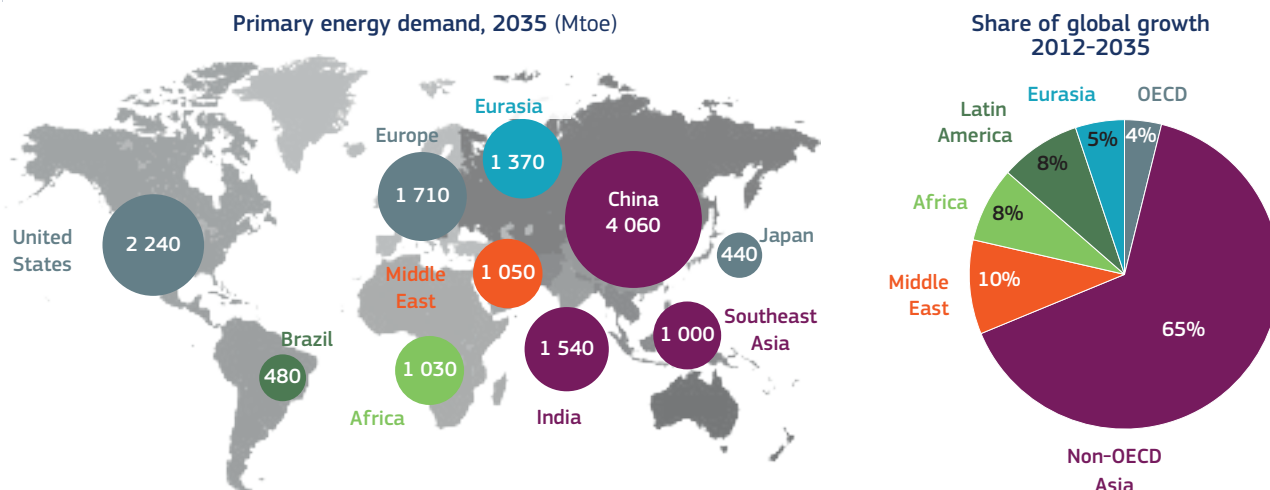 Primary energy demand, 2035 (Mtoe)
Eurasia
Europe
1 370
1 710
China
4 060
United
States
2 240
Japan
440
Middle
East
1 050
Southeast
Asia
1 000
Brazil
480
1 540
1 030
Africa
India
Share of global growth
2012-2035
Eurasia
OECD
Latin
America
5%
4%
8%
Africa
8%
Middle
East
10%
65%
Non-OECD
Asia